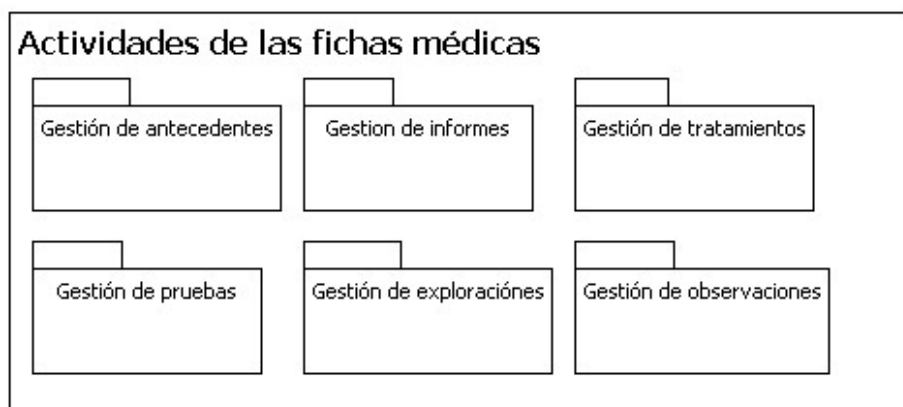 Actividades de las fichas médicas
Gestión de antecedentes
Gestion de informes
Gestión de tratamientos
Gestión de pruebas
Gestión de exploraciónes
Gestión de observaciones